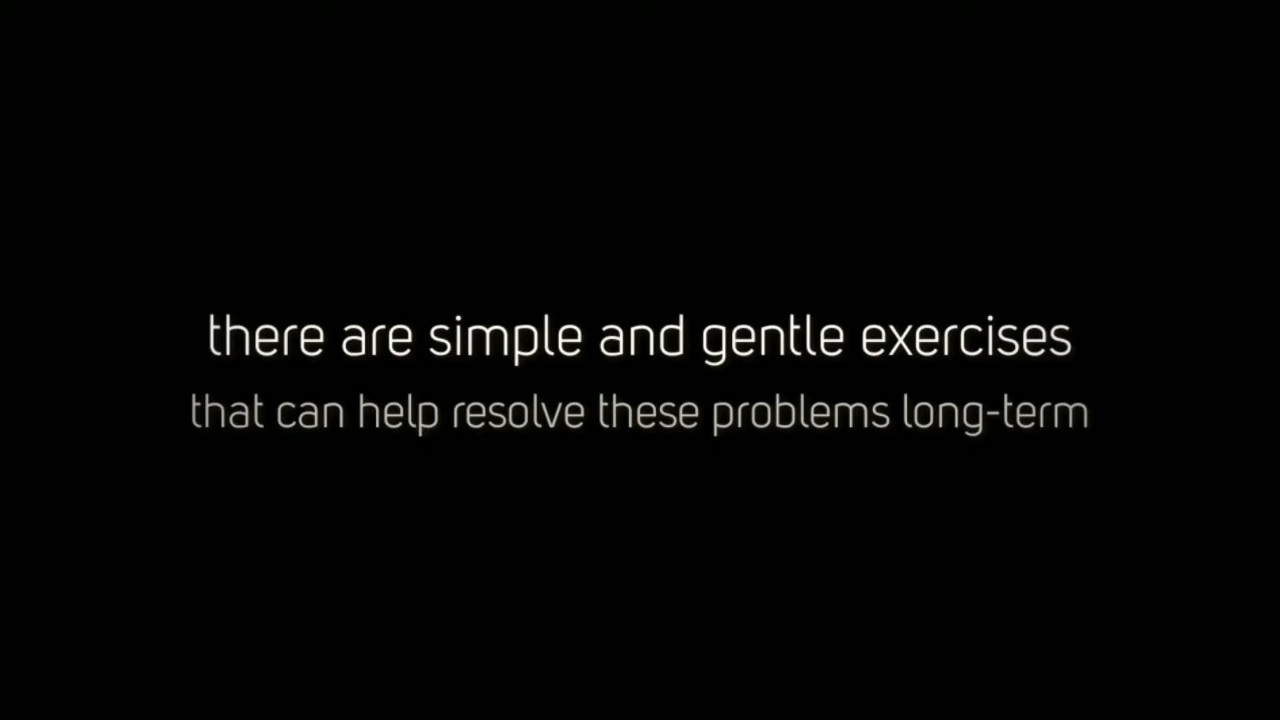 there are simple and gentle exercises
that can help resolve these problems long-term